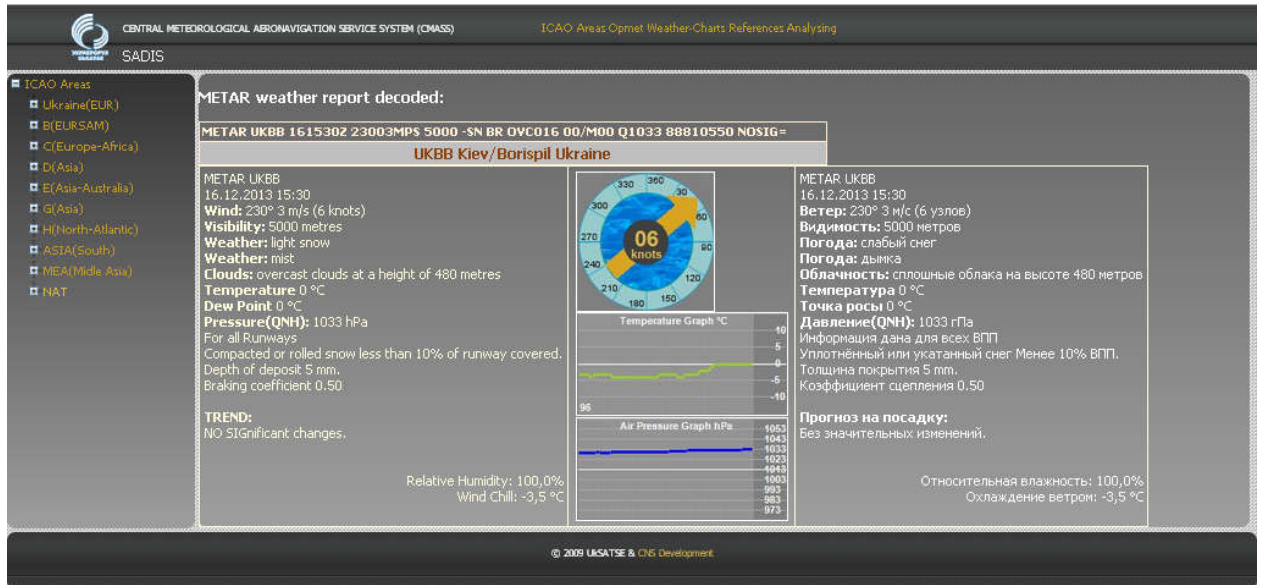 CENTRAL METEOROLOGICAL AERONAVIGATION SERVICE SYSTEM (CMASS)
ICAO Areas Opmet Weather-Charts References Analysing
SADIS
ICAO Areas
Ukraine(EUR)
B(EURSAM)
C(Europe-Africa)
D(Asia)
E(Asia-Australia)
G(Asia)
H(North-Atlantic)
ASIA(South)
MEA(Midle Asia)
NAT
METAR weather report decoded:
METAR UKBB 161530Z 23003MPS 5000 -SN BR OVC016 00/M00 Q1033 88810550 NOSIG=
UKBB Kiev/Borispil Ukraine
METAR UKBB
16.12.2013 15:30
Wind: 230° 3 m/s (6 knots)
Visibility: 5000 metres
Weather: light snow
Weather: mist
Clouds: overcast clouds at a height of 480 metres
Temperature 0 °C
Dew Point 0 °C
Pressure(QNH): 1033 hPa
For all Runways
Compacted or rolled snow less than 10% of runway covered.
Depth of deposit 5 mm.
Braking coefficient 0.50
TREND:
NO SIGnificant changes.
Relative Humidity: 100,0%
Wind Chill: -3,5 °C
330 360 30
300 60
270 90
240 120
210 180 150
06
knots
Temperature Graph °C
10
5
0
-5
-10
96
Air Pressure Graph hPa
1053
1043
1033
1023
1013
1003
993
983
973
METAR UKBB
16.12.2013 15:30
Ветер: 230° 3 м/с (6 узлов)
Видимость: 5000 метров
Погода: слабый снег
Погода: дымка
Облачность: сплошные облака на высоте 480 метров
Температура 0 °C
Точка росы 0 °C
Давление(QNH): 1033 гПа
Информация дана для всех ВПП
Уплотнённый или укатанный снег Менее 10% ВПП.
Толщина покрытия 5 mm.
Коэффициент сцепления 0.50
Прогноз на посадку:
Без значительных изменений.
Относительная влажность: 100,0%
Охлаждение ветром: -3,5 °C
© 2009 UkSATSE & CNS Development